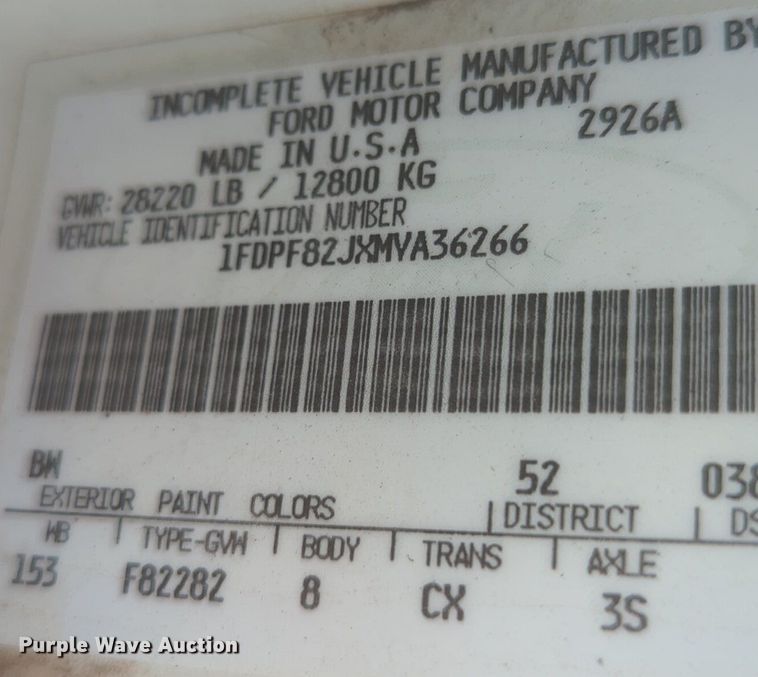 INCOMPLETE VEHICLE MANUFACTURED BY
FORD MOTOR COMPANY
2926A
MADE IN U.S.A
GVWR: 28220 LB / 12800 KG
VEHICLE IDENTIFICATION NUMBER
1FDPF82JXMVA36266
BW 52 038
EXTERIOR PAINT COLORS DISTRICT DS
WB TYPE-GVW BODY TRANS AXLE
153 F82282 8 CX 3S
Purple Wave Auction